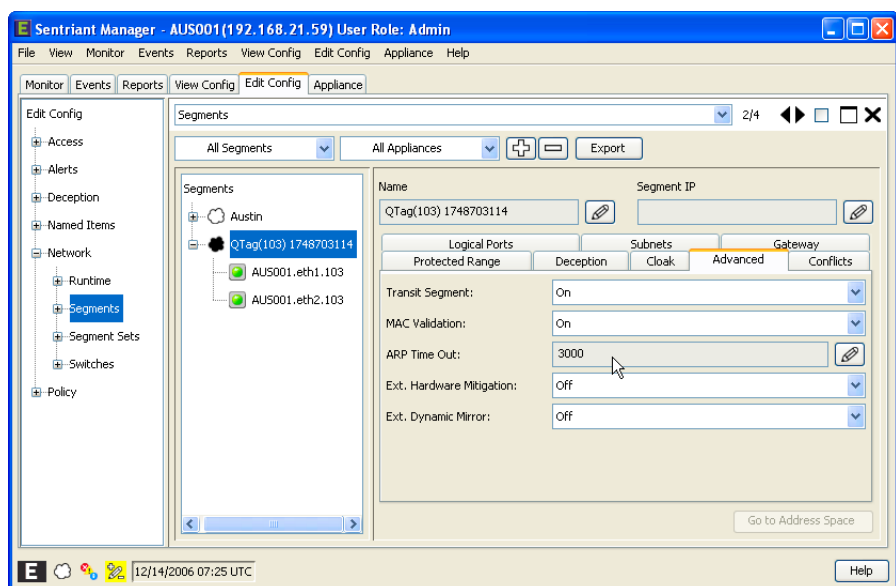 E Sentriant Manager - AUS001(192.168.21.59) User Role: Admin
File View Monitor Events Reports View Config Edit Config Appliance Help
Monitor Events Reports View Config Edit Config Appliance
Edit Config
Access
Alerts
Deception
Named Items
Network
Runtime
Segments
Segment Sets
Switches
Policy
Segments 2/4
All Segments All Appliances Export
Segments
Austin
QTag(103) 1748703114
AUS001.eth1.103
AUS001.eth2.103
Name Segment IP
QTag(103) 1748703114
Logical Ports Subnets Gateway
Protected Range Deception Cloak Advanced Conflicts
Transit Segment: On
MAC Validation: On
ARP Time Out: 3000
Ext. Hardware Mitigation: Off
Ext. Dynamic Mirror: Off
Go to Address Space
E 12/14/2006 07:25 UTC Help